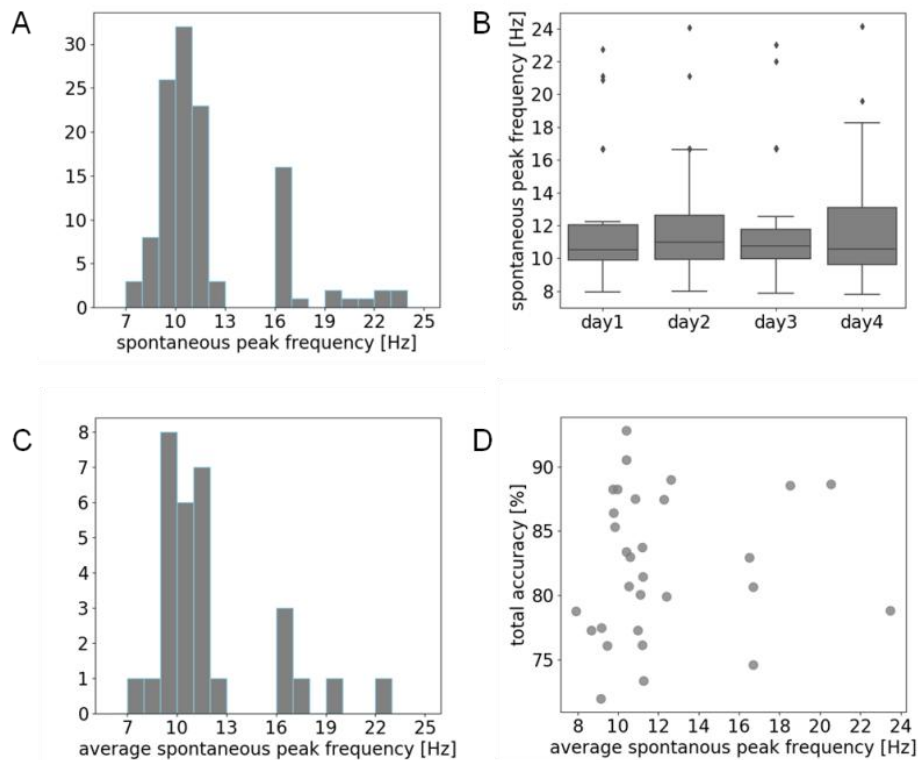 A
30
25
20
15
10
5
0
7 10 13 16 19 22 25
spontaneous peak frequency [Hz]
B
spontaneous peak frequency [Hz]
24
22
20
18
16
14
12
10
8
day1 day2 day3 day4
C
8
7
6
5
4
3
2
1
0
7 10 13 16 19 22 25
average spontaneous peak frequency [Hz]
D
total accuracy [%]
90
85
80
75
8 10 12 14 16 18 20 22 24
average spontanous peak frequency [Hz]